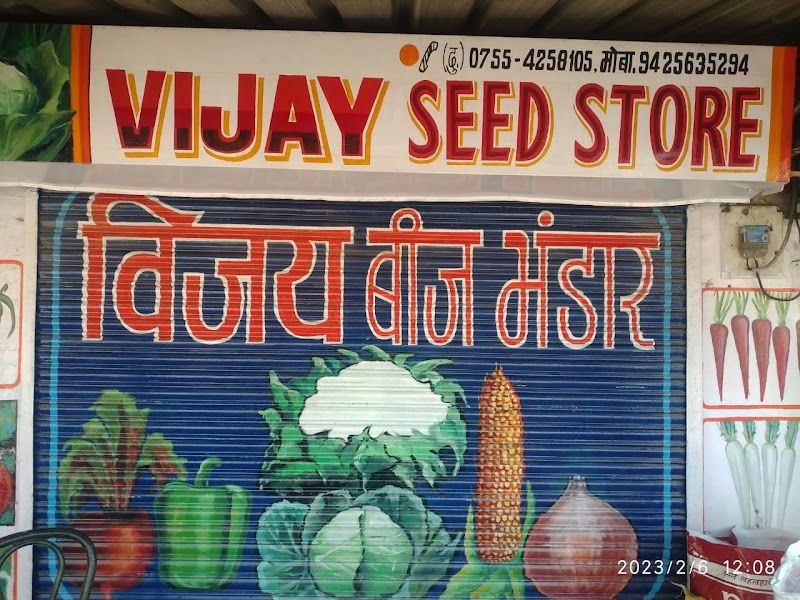 (दु.) 0755-4258105, मोबा. 9425635294
VIJAY SEED STORE
विजय बीज भंडार
2023/2/6 12:08